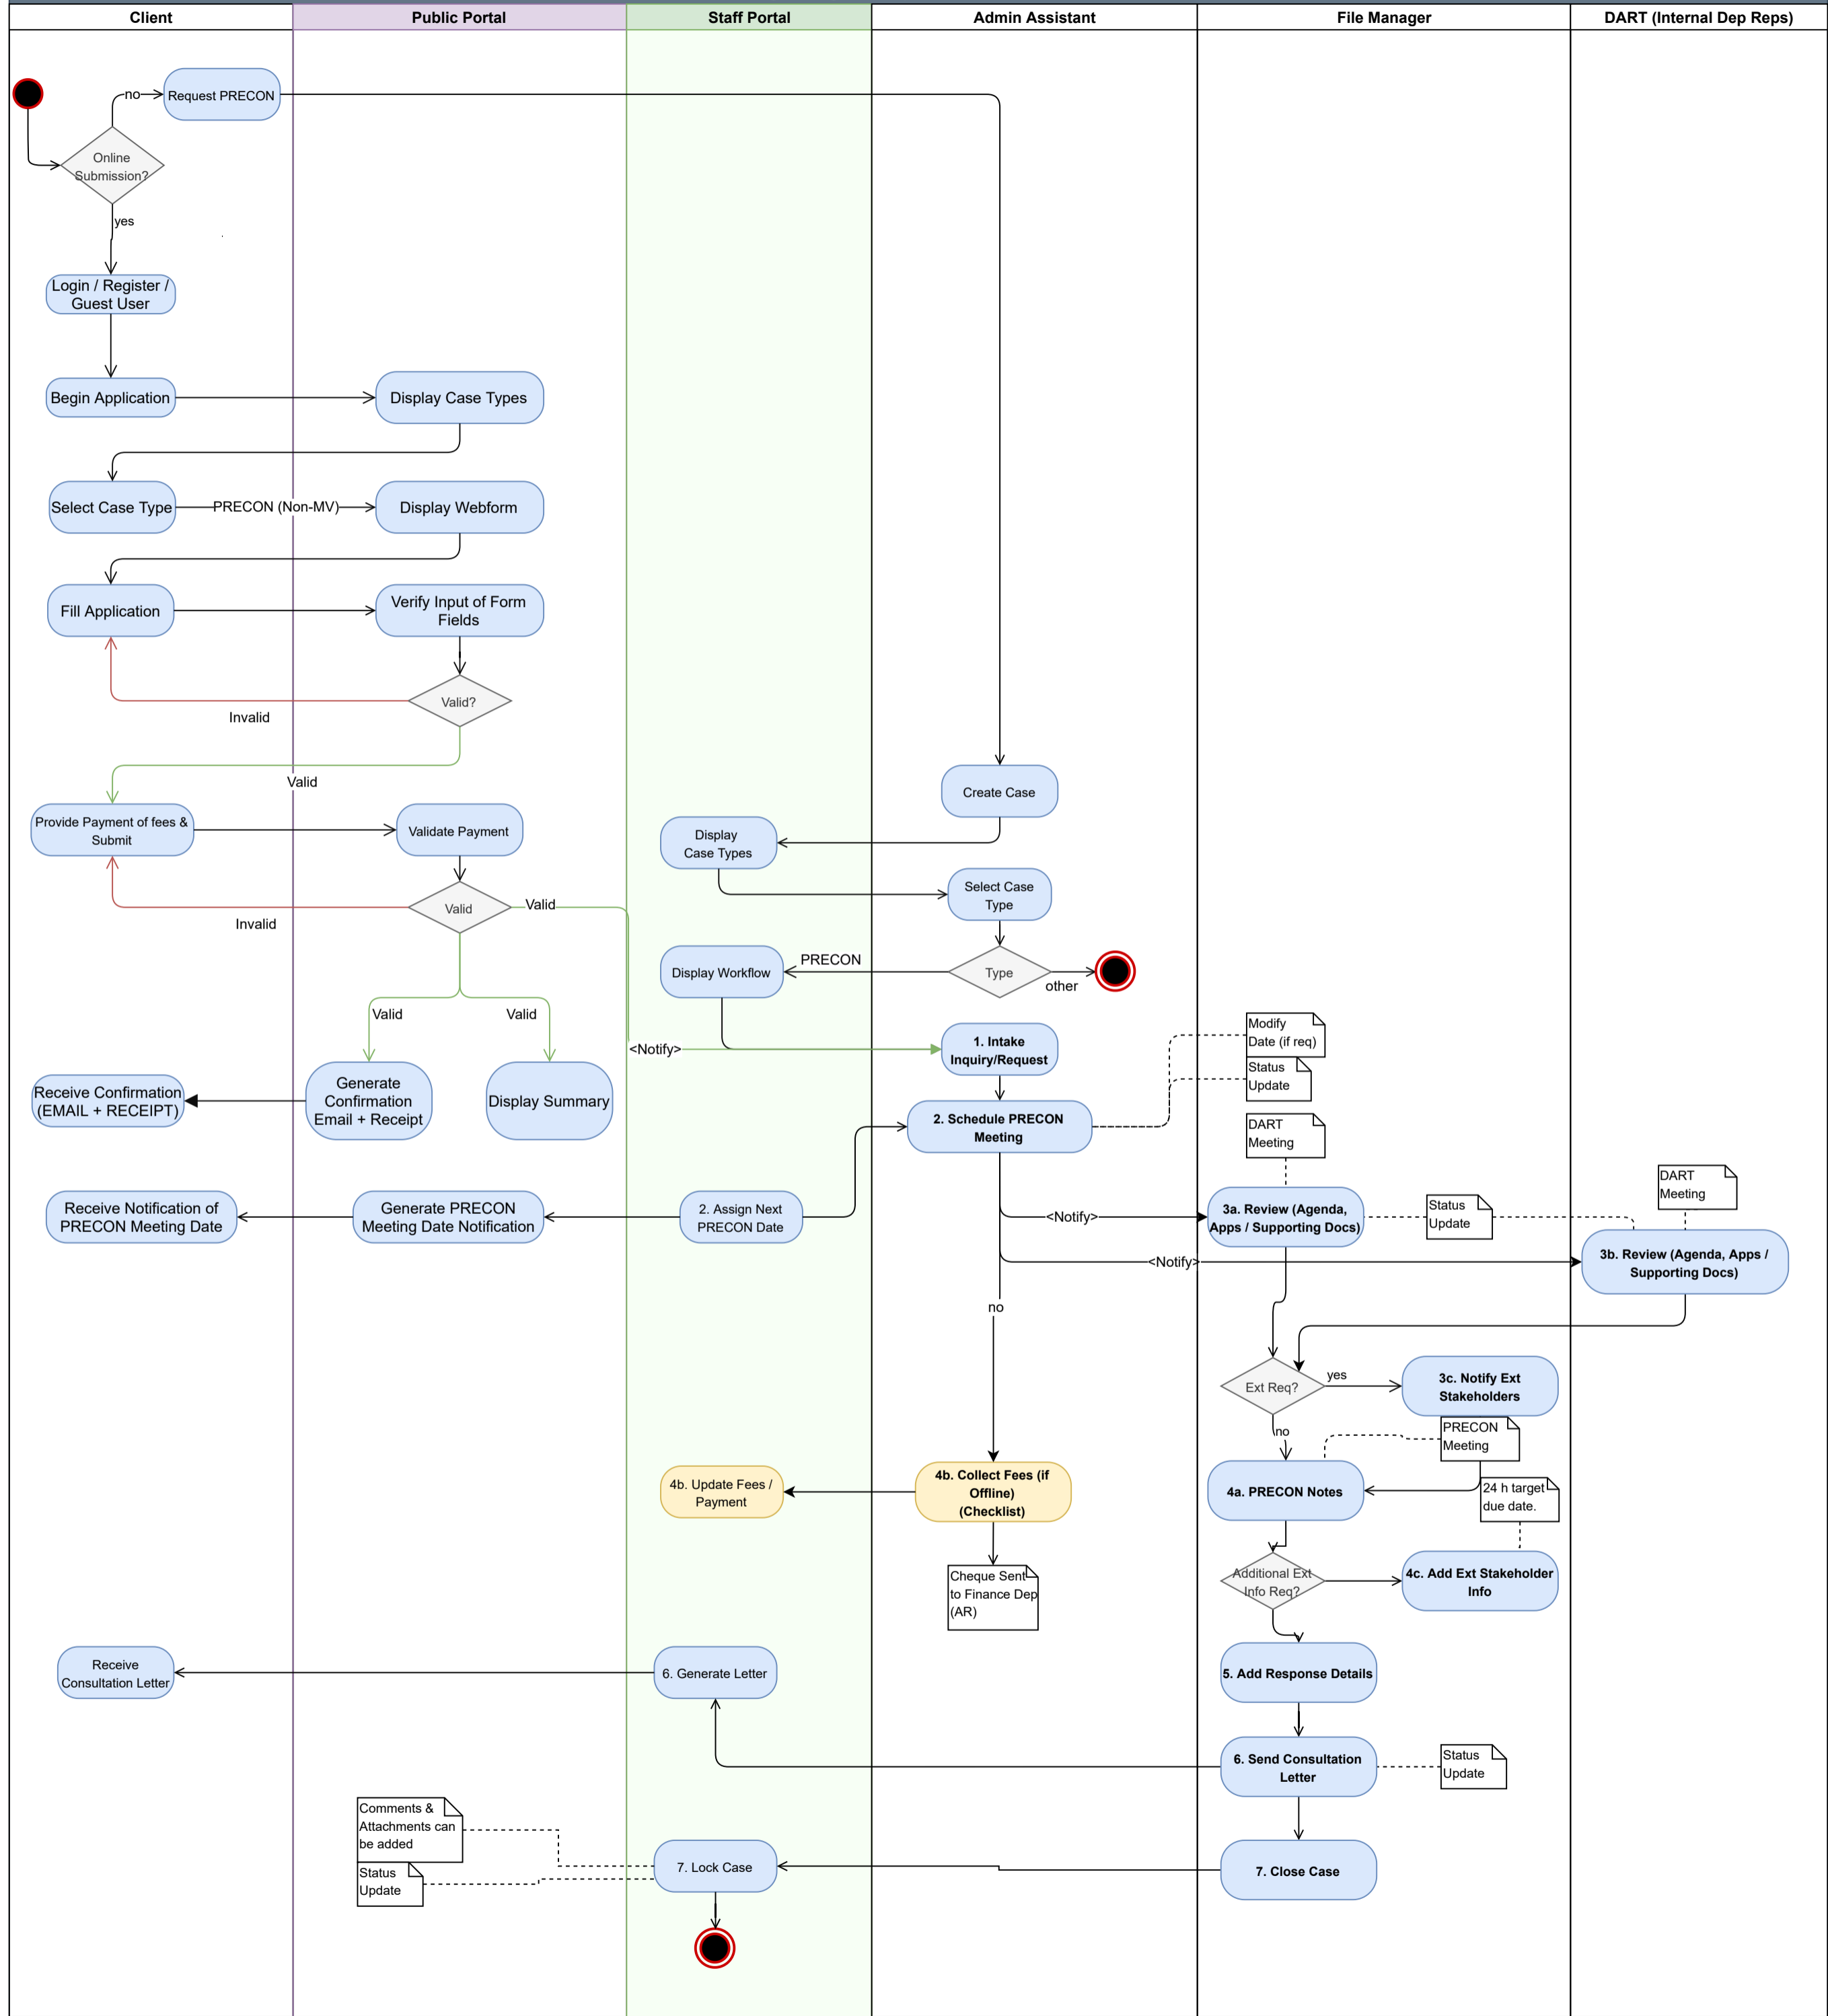 Client
Public Portal
Staff Portal
Admin Assistant
File Manager
DART (Internal Dep Reps)
no
Request PRECON
Online
Submission?
yes
Login / Register /
Guest User
Begin Application
Display Case Types
Select Case Type
PRECON (Non-MV)
Display Webform
Fill Application
Verify Input of Form
Fields
Valid?
Invalid
Valid
Create Case
Provide Payment of fees &
Submit
Validate Payment
Display
Case Types
Select Case
Type
Valid
Valid
Invalid
Display Workflow
PRECON
Type
other
Valid
Valid
<Notify>
1. Intake
Inquiry/Request
Modify
Date (if req)
Status
Update
Receive Confirmation
(EMAIL + RECEIPT)
Generate
Confirmation
Email + Receipt
Display Summary
2. Schedule PRECON
Meeting
DART
Meeting
DART
Meeting
Receive Notification of
PRECON Meeting Date
Generate PRECON
Meeting Date Notification
2. Assign Next
PRECON Date
<Notify>
3a. Review (Agenda,
Apps / Supporting Docs)
Status
Update
<Notify>
3b. Review (Agenda, Apps /
Supporting Docs)
no
Ext Req?
yes
3c. Notify Ext
Stakeholders
no
PRECON
Meeting
4b. Update Fees /
Payment
4b. Collect Fees (if
Offline)
(Checklist)
4a. PRECON Notes
24 h target
due date.
Cheque Sent
to Finance Dep
(AR)
Additional Ext
Info Req?
4c. Add Ext Stakeholder
Info
Receive
Consultation Letter
6. Generate Letter
5. Add Response Details
6. Send Consultation
Letter
Status
Update
Comments &
Attachments can
be added
Status
Update
7. Lock Case
7. Close Case